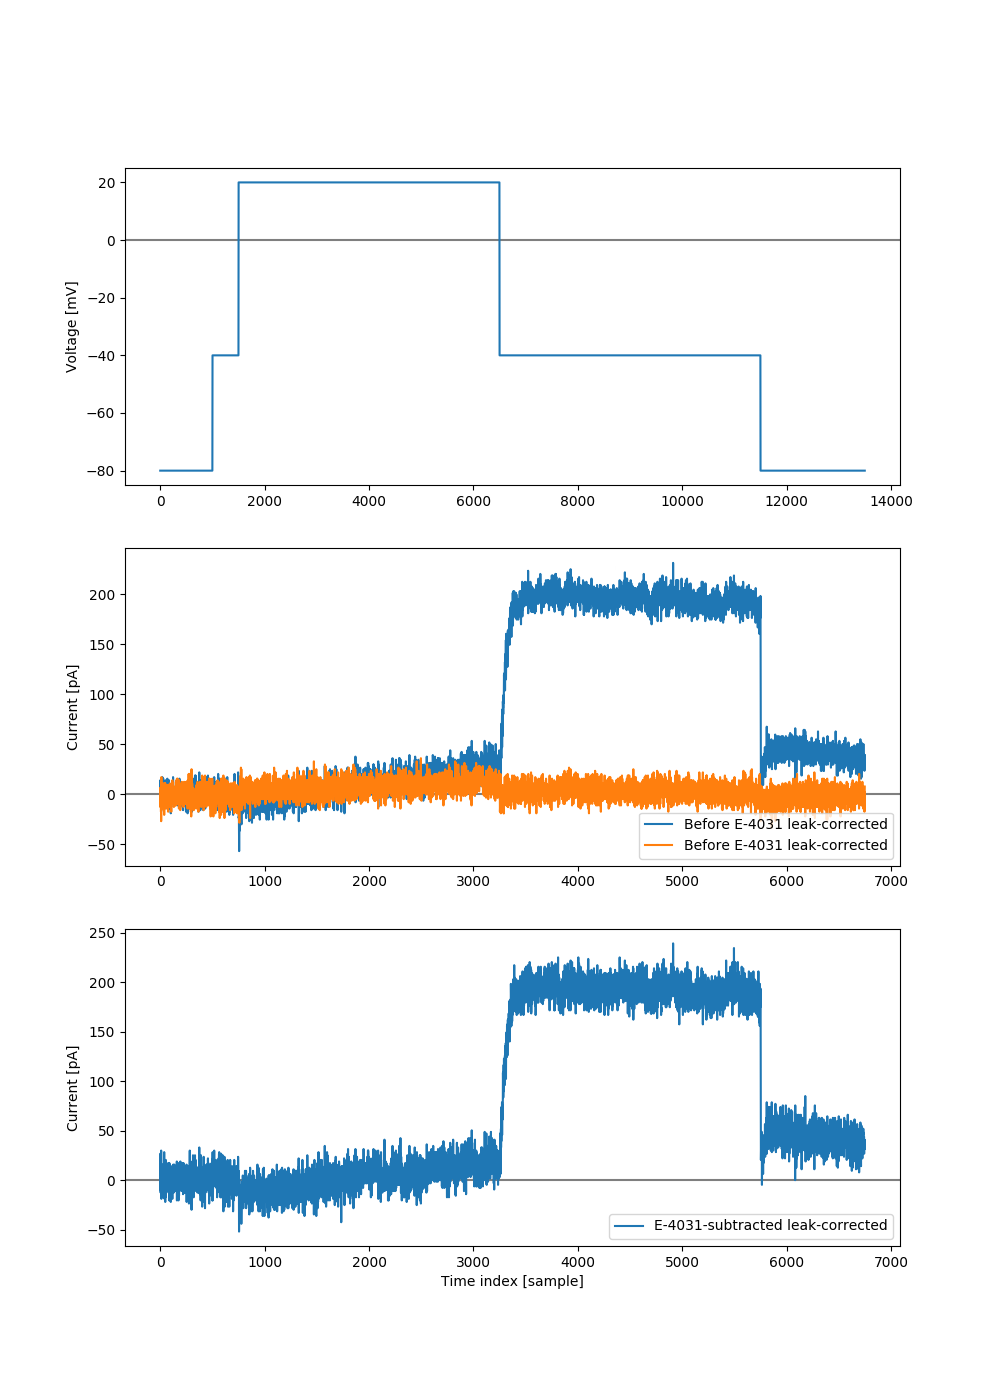 20
0
−20
−40
−60
−80
Voltage [mV]
0 2000 4000 6000 8000 10000 12000 14000
200
150
100
50
0
−50
Current [pA]
Before E-4031 leak-corrected
Before E-4031 leak-corrected
0 1000 2000 3000 4000 5000 6000 7000
250
200
150
100
50
0
−50
Current [pA]
E-4031-subtracted leak-corrected
0 1000 2000 3000 4000 5000 6000 7000
Time index [sample]